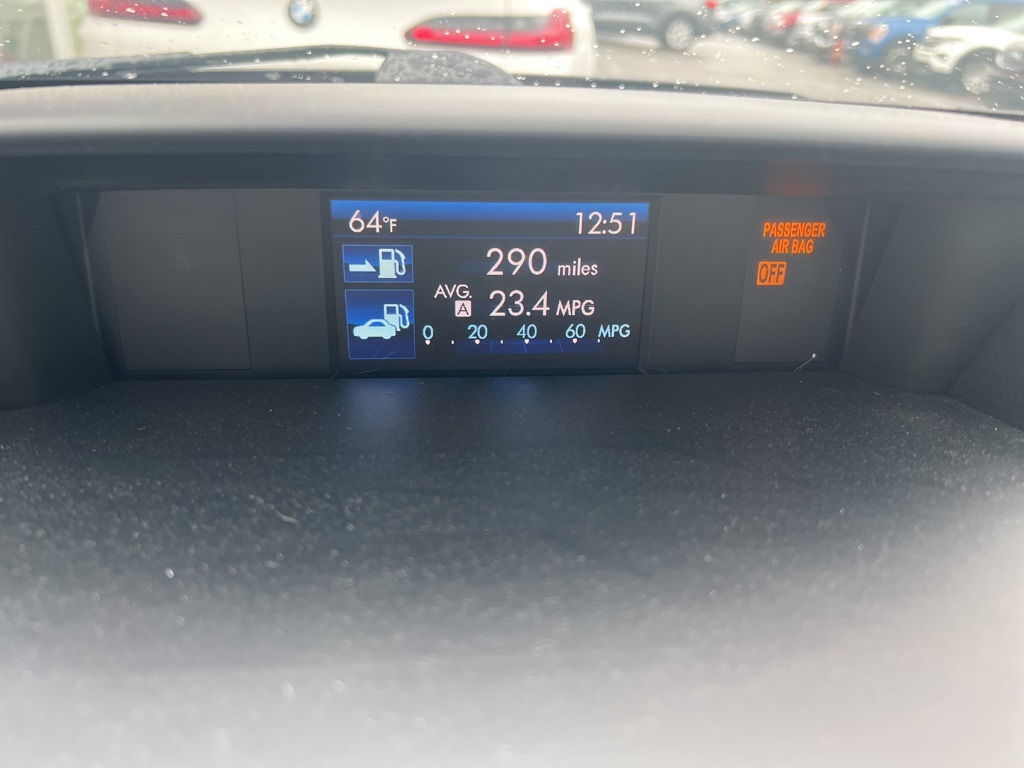 64°F 12:51
290 miles
AVG. A 23.4 MPG
0 20 40 60 MPG
PASSENGER
AIR BAG
OFF